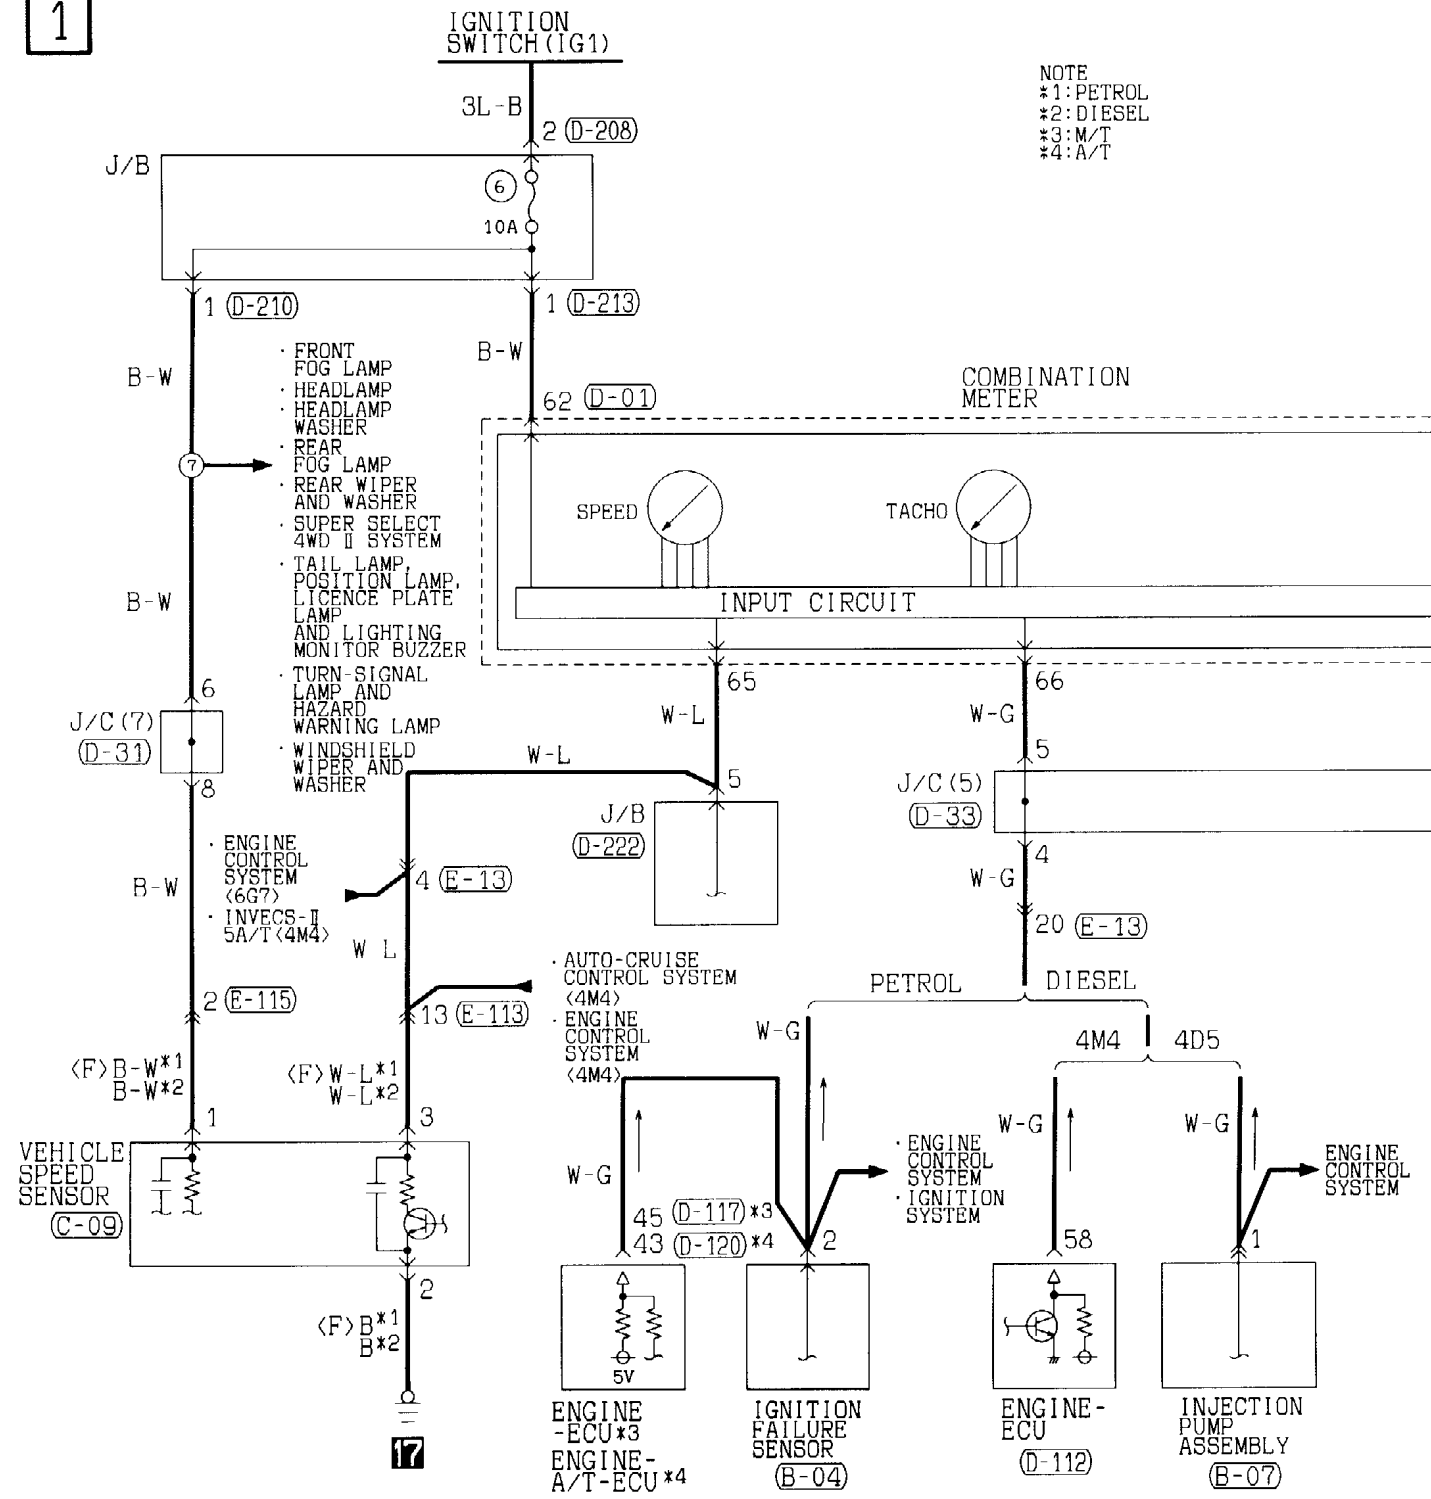 1
IGNITION
SWITCH(IG1)
NOTE
*1:PETROL
*2:DIESEL
*3:M/T
*4:A/T
3L-B
2 (D-208)
J/B
6
10A
1 (D-210)
1 (D-213)
B-W
B-W
62 (D-01)
· FRONT
FOG LAMP
· HEADLAMP
· HEADLAMP
WASHER
· REAR
FOG LAMP
· REAR WIPER
AND WASHER
· SUPER SELECT
4WD Ⅱ SYSTEM
· TAIL LAMP,
POSITION LAMP,
LICENCE PLATE
LAMP
AND LIGHTING
MONITOR BUZZER
· TURN-SIGNAL
LAMP AND
HAZARD
WARNING LAMP
· WINDSHIELD
WIPER AND
WASHER
7
COMBINATION
METER
SPEED
TACHO
INPUT CIRCUIT
B-W
6
J/C(7)
(D-31)
8
65
66
W-L
W-G
W-L
5
5
J/B
(D-222)
J/C(5)
(D-33)
4
W-G
20 (E-13)
· ENGINE
CONTROL
SYSTEM
<6G7>
· INVECS-Ⅱ
5A/T<4M4>
B-W
4 (E-13)
W L
2 (E-115)
13 (E-113)
· AUTO-CRUISE
CONTROL SYSTEM
<4M4>
· ENGINE
CONTROL
SYSTEM
<4M4>
PETROL
DIESEL
W-G
4M4
4D5
<F>B-W*1
B-W*2
<F>W-L*1
W-L*2
1
3
VEHICLE
SPEED
SENSOR
(C-09)
2
<F>B*1
B*2
17
W-G
45 (D-117)*3
43 (D-120)*4
2
· ENGINE
CONTROL
SYSTEM
· IGNITION
SYSTEM
W-G
W-G
ENGINE
CONTROL
SYSTEM
58
1
5V
ENGINE
-ECU*3
ENGINE-
A/T-ECU*4
IGNITION
FAILURE
SENSOR
(B-04)
ENGINE-
ECU
(D-112)
INJECTION
PUMP
ASSEMBLY
(B-07)